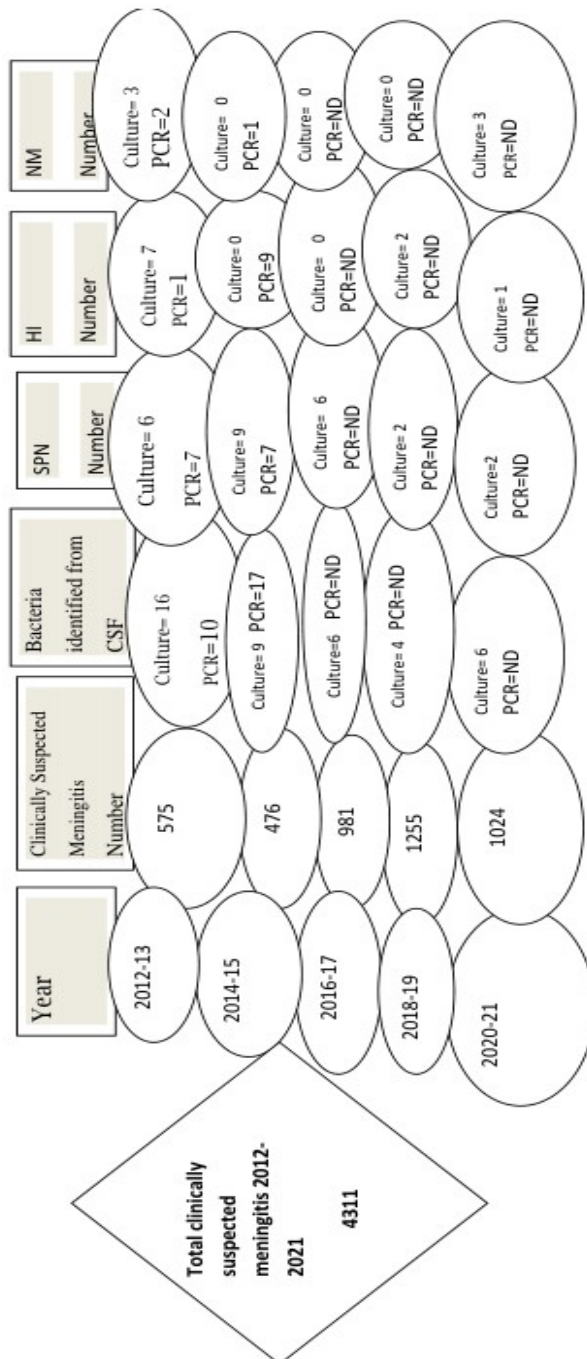 Total clinically
suspected
meningitis 2012-
2021
4311
Year
Clinically Suspected
Meningitis
Number
Bacteria
identified from
CSF
SPN
Number
HI
Number
NM
Number
2012-13
575
Culture= 16
PCR=10
Culture= 6
PCR=7
Culture= 7
PCR=1
Culture= 3
PCR=2
2014-15
476
Culture= 9 PCR=17
Culture= 9
PCR=7
Culture= 0
PCR=9
Culture= 0
PCR=1
2016-17
981
Culture=6 PCR=ND
Culture= 6
PCR=ND
Culture= 0
PCR=ND
Culture= 0
PCR=ND
2018-19
1255
Culture= 4 PCR=ND
Culture= 2
PCR=ND
Culture= 2
PCR=ND
Culture= 0
PCR=ND
2020-21
1024
Culture= 6
PCR=ND
Culture=2
PCR=ND
Culture= 1
PCR=ND
Culture= 3
PCR=ND